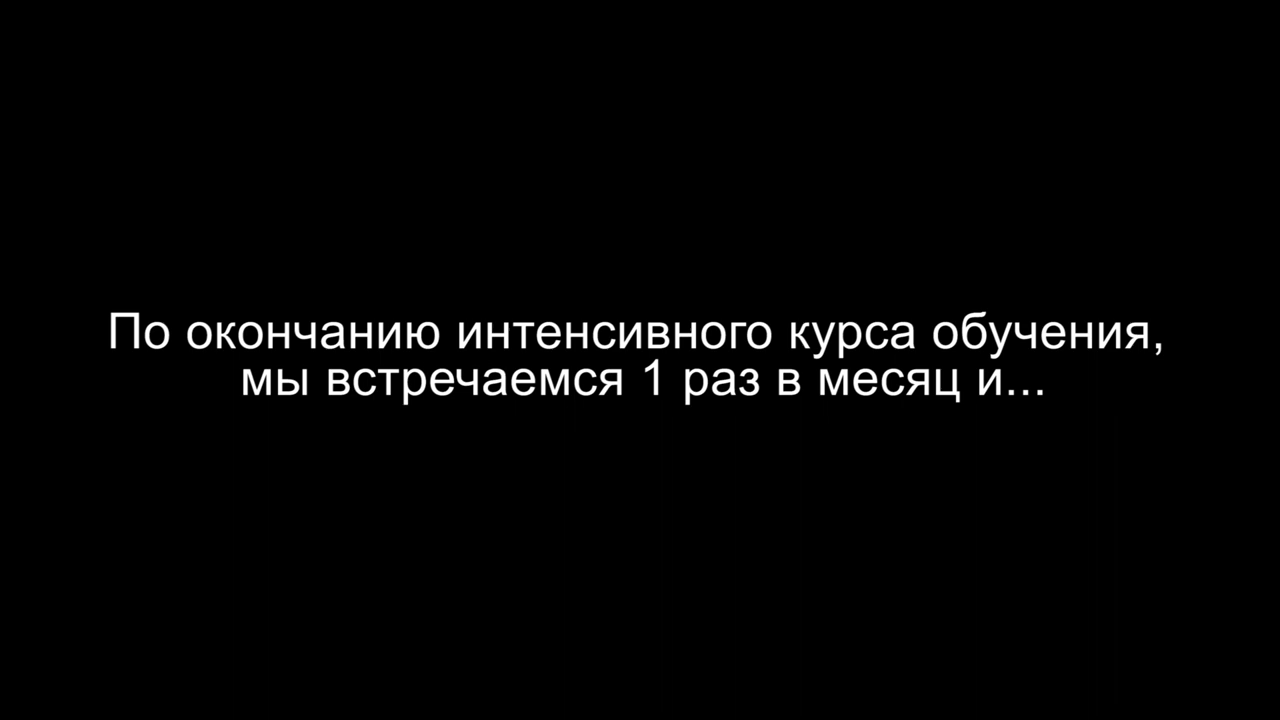 По окончанию интенсивного курса обучения,
мы встречаемся 1 раз в месяц и...